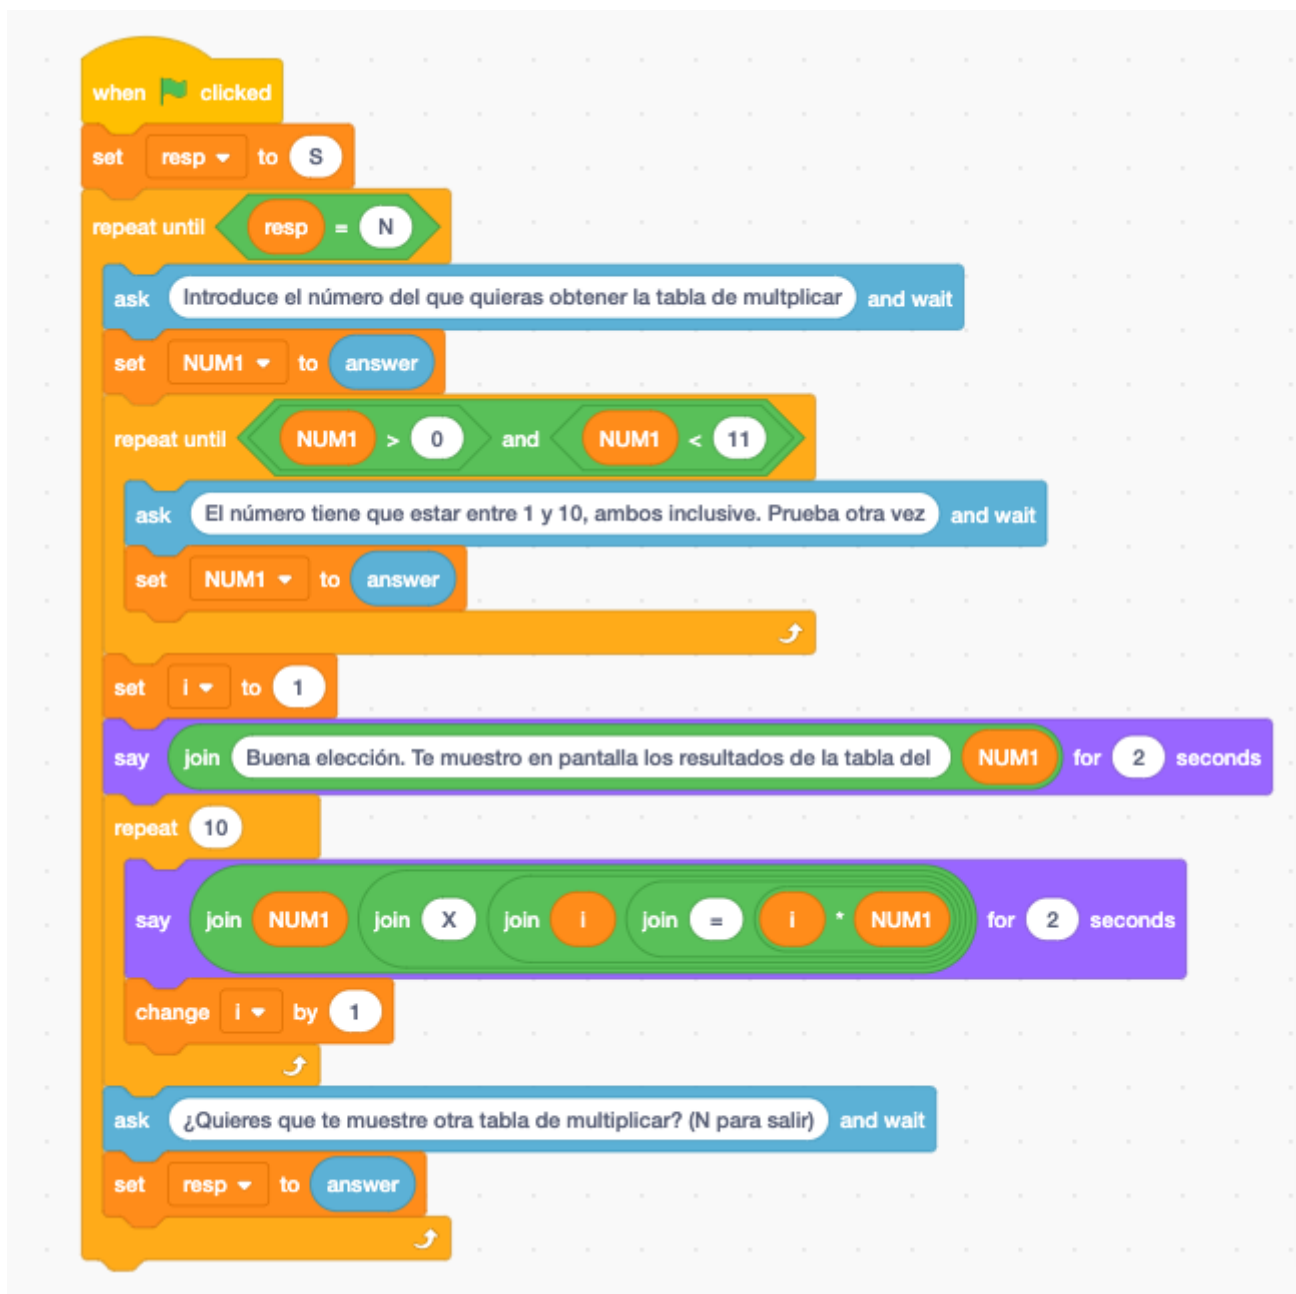 when clicked
set resp to S
repeat until resp = N
ask Introduce el número del que quieras obtener la tabla de multplicar and wait
set NUM1 to answer
repeat until NUM1 > 0 and NUM1 < 11
ask El número tiene que estar entre 1 y 10, ambos inclusive. Prueba otra vez and wait
set NUM1 to answer
set i to 1
say join Buena elección. Te muestro en pantalla los resultados de la tabla del NUM1 for 2 seconds
repeat 10
say join NUM1 join X join i join = i * NUM1 for 2 seconds
change i by 1
ask ¿Quieres que te muestre otra tabla de multiplicar? (N para salir) and wait
set resp to answer